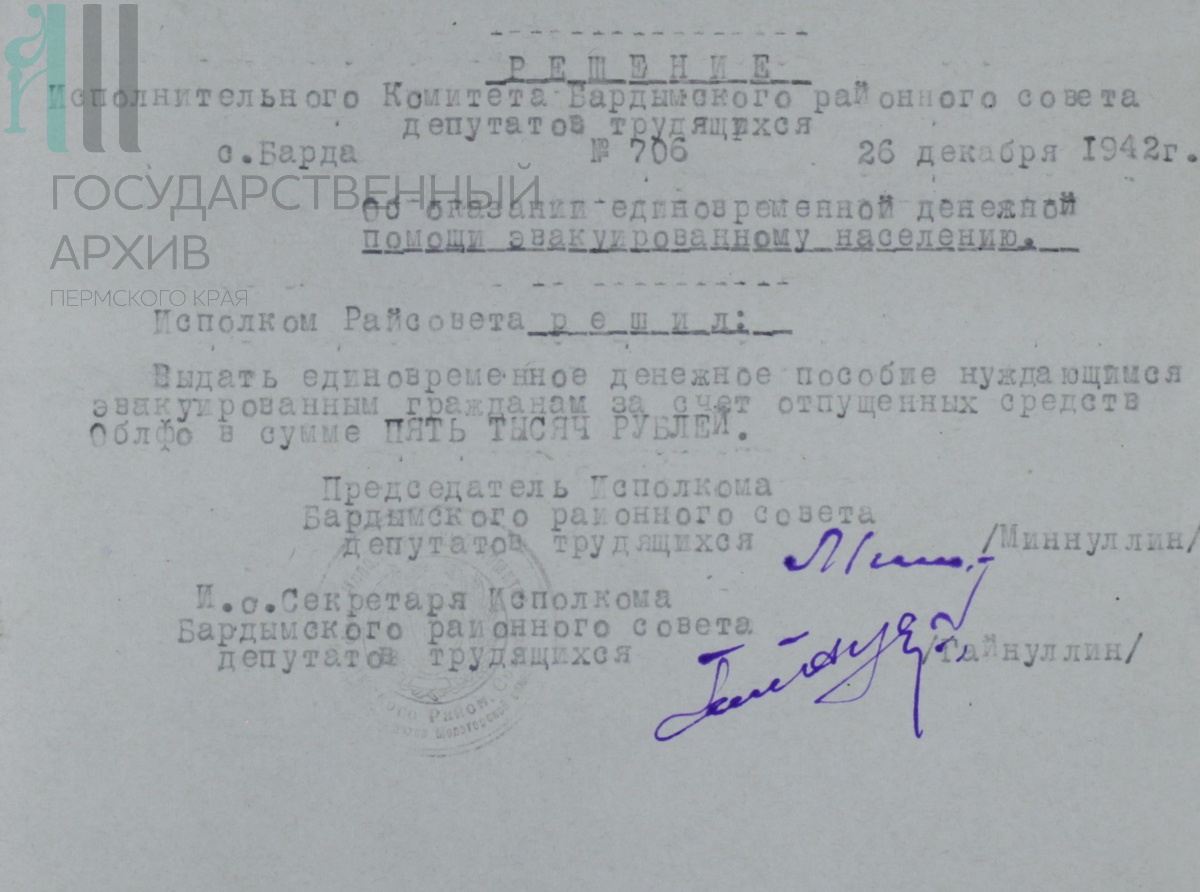 РЕШЕНИЕ
Исполнительного Комитета Бардымского районного совета
депутатов трудящихся
с.Барда № 706 26 декабря 1942г.
ГОСУДАРСТВЕННЫЙ
АРХИВ
ПЕРМСКОГО КРАЯ
Об оказании единовременной денежной
помощи эвакуированному населению.
Исполком Райсовета р е ш и л:
Выдать единовременное денежное пособие нуждающимся
эвакуированным гражданам за счет отпущенных средств
Облфо в сумме ПЯТЬ ТЫСЯЧ РУБЛЕЙ.
Председатель Исполкома
Бардымского районного совета
депутатов трудящихся /Миннуллин/
И.о.Секретаря Исполкома
Бардымского районного совета
депутатов трудящихся /Гайнуллин/